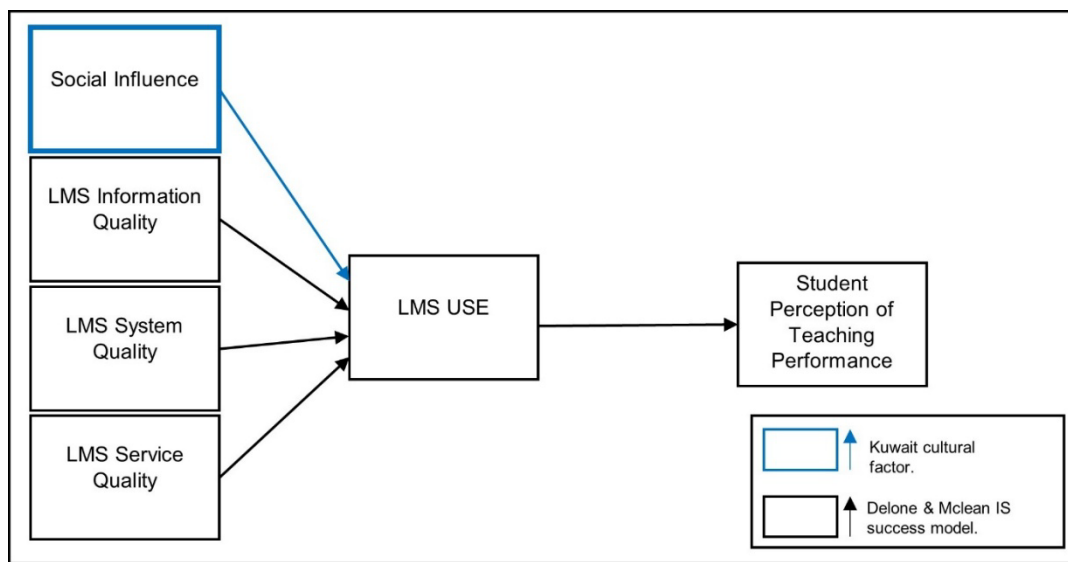 Social Influence
LMS Information
Quality
LMS System
Quality
LMS Service
Quality
LMS USE
Student
Perception of
Teaching
Performance
Kuwait cultural
factor.
Delone & Mclean IS
success model.